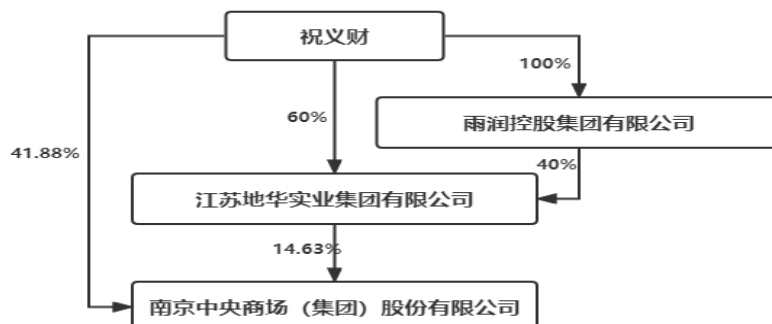 祝义财
100%
60%
雨润控股集团有限公司
41.88%
40%
江苏地华实业集团有限公司
14.63%
南京中央商场（集团）股份有限公司